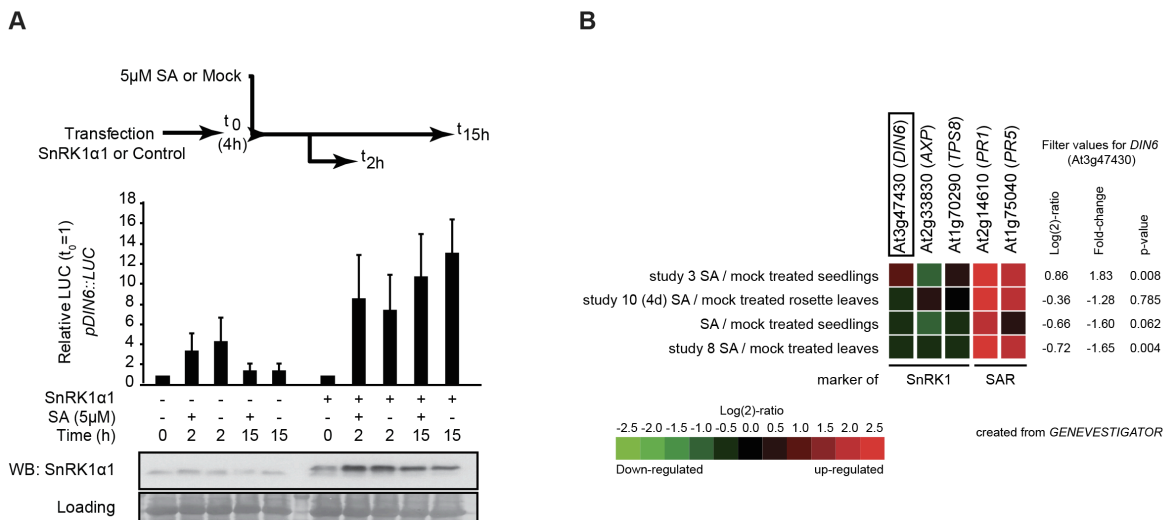 A
5µM SA or Mock
t0
(4h)
Transfection
SnRK1α1 or Control
t15h
t2h
Relative LUC (t0=1)
pDIN6::LUC
18
16
14
12
10
8
6
4
2
0
SnRK1α1 - - - - - + + + + +
SA (5µM) - + - + - - + - + -
Time (h) 0 2 2 15 15 0 2 2 15 15
WB: SnRK1α1
Loading
B
At3g47430 (DIN6)
At2g33830 (AXP)
At1g70290 (TPS8)
At2g14610 (PR1)
At1g75040 (PR5)
Filter values for DIN6
(At3g47430)
Log(2)-ratio
Fold-change
p-value
study 3 SA / mock treated seedlings 0.86 1.83 0.008
study 10 (4d) SA / mock treated rosette leaves -0.36 -1.28 0.785
SA / mock treated seedlings -0.66 -1.60 0.062
study 8 SA / mock treated leaves -0.72 -1.65 0.004
marker of SnRK1 SAR
Log(2)-ratio
-2.5 -2.0 -1.5 -1.0 -0.5 0.0 0.5 1.0 1.5 2.0 2.5
Down-regulated up-regulated
created from GENEVESTIGATOR